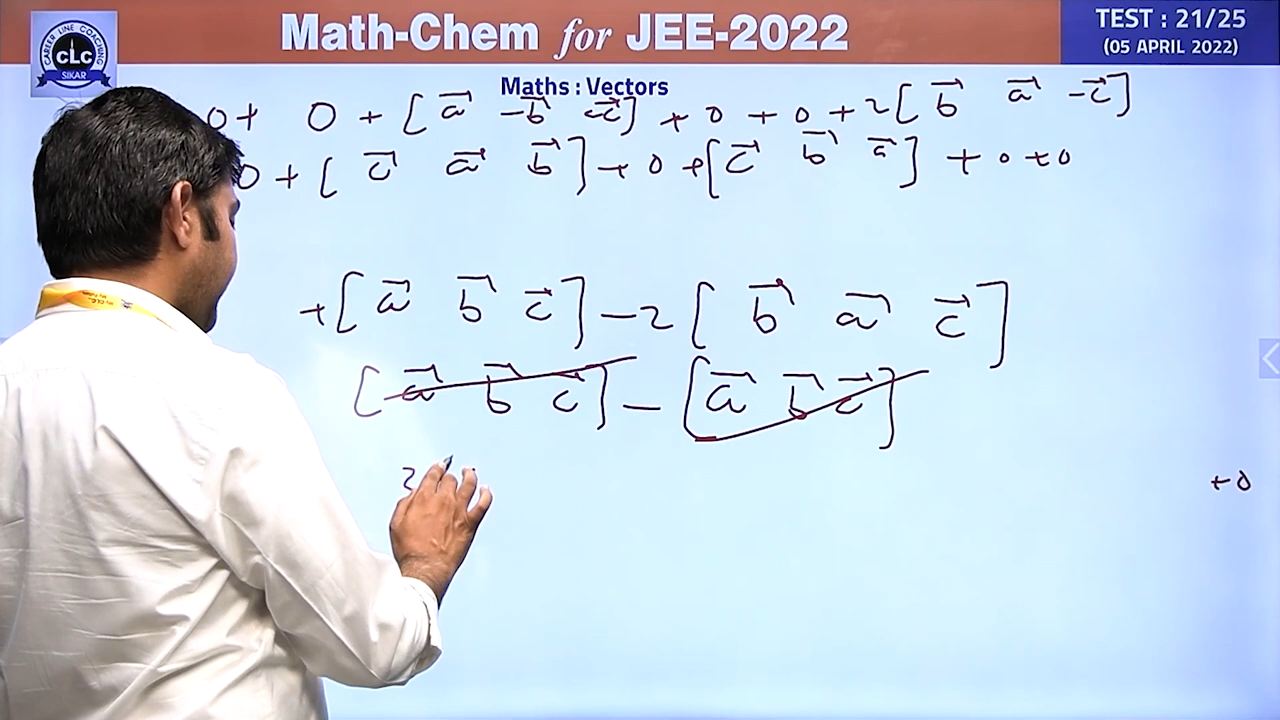 Math-Chem for JEE-2022
TEST : 21/25
(05 APRIL 2022)
CAREER LINE COACHING
CLC
SIKAR
Maths : Vectors
0 + 0 + [a⃗ -b⃗ -c⃗] + 0 + 0 + 2[b⃗ a⃗ -c⃗]
0 + [c⃗ a⃗ b⃗] + 0 + [c⃗ b⃗ a⃗] + 0 + 0
+[a⃗ b⃗ c⃗] - 2[b⃗ a⃗ c⃗]
[a⃗ b⃗ c⃗] - [a⃗ b⃗ c⃗]
2
+0